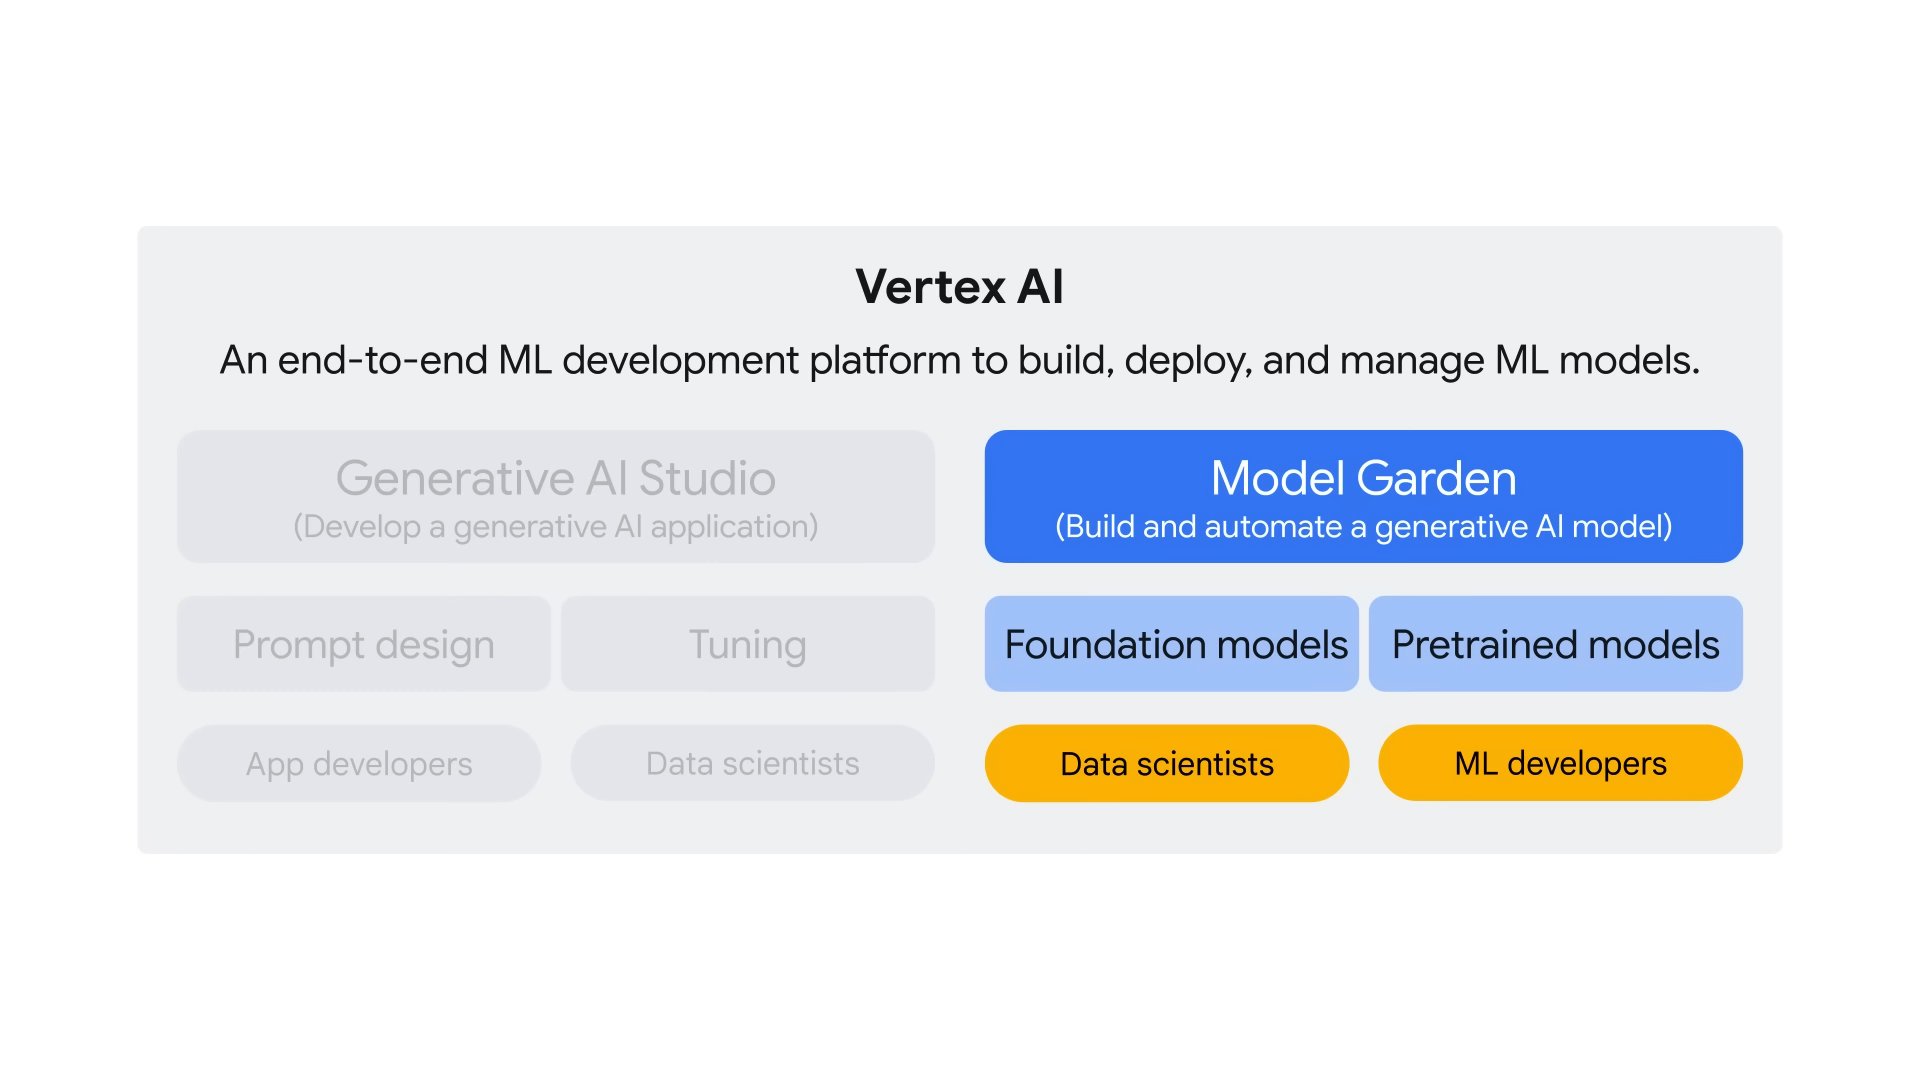 Vertex AI
An end-to-end ML development platform to build, deploy, and manage ML models.
Generative AI Studio
(Develop a generative AI application)
Model Garden
(Build and automate a generative AI model)
Prompt design
Tuning
Foundation models
Pretrained models
App developers
Data scientists
Data scientists
ML developers